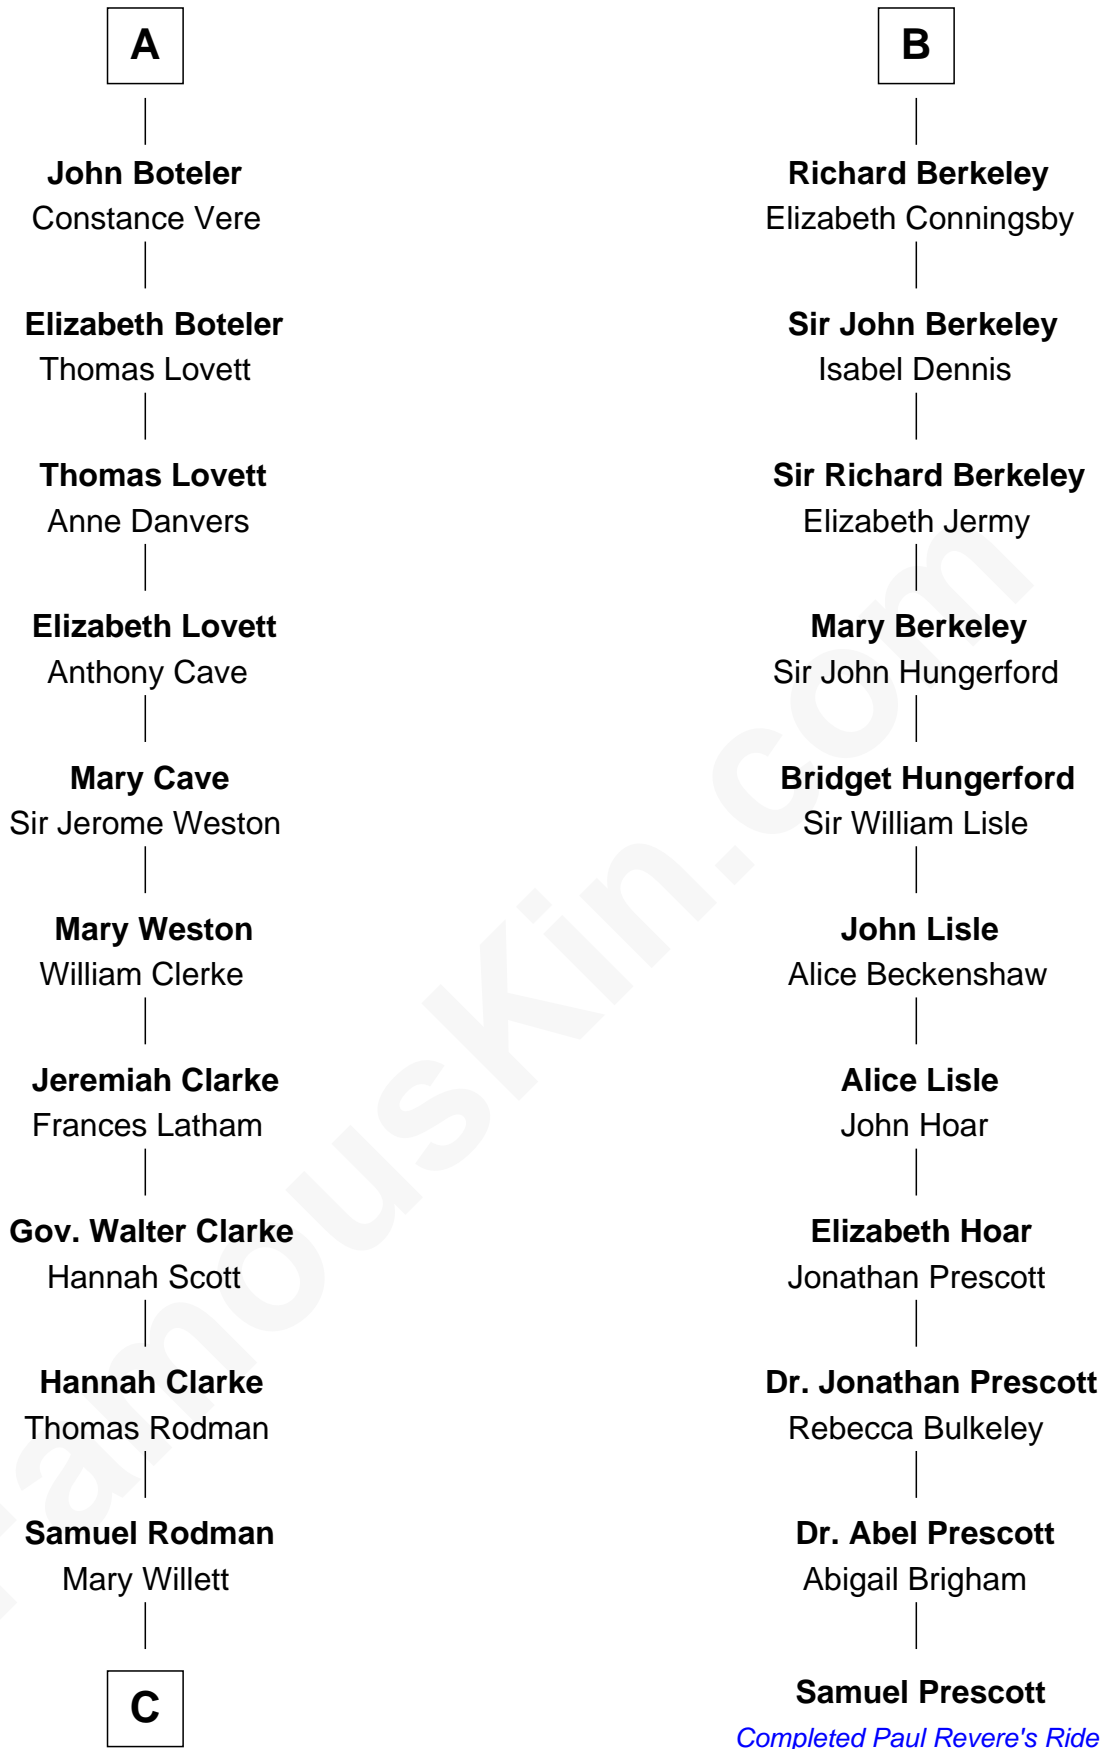 A
John Boteler
Constance Vere
Elizabeth Boteler
Thomas Lovett
Thomas Lovett
Anne Danvers
Elizabeth Lovett
Anthony Cave
Mary Cave
Sir Jerome Weston
Mary Weston
William Clerke
Jeremiah Clarke
Frances Latham
Gov. Walter Clarke
Hannah Scott
Hannah Clarke
Thomas Rodman
Samuel Rodman
Mary Willett
C
B
Richard Berkeley
Elizabeth Conningsby
Sir John Berkeley
Isabel Dennis
Sir Richard Berkeley
Elizabeth Jermy
Mary Berkeley
Sir John Hungerford
Bridget Hungerford
Sir William Lisle
John Lisle
Alice Beckenshaw
Alice Lisle
John Hoar
Elizabeth Hoar
Jonathan Prescott
Dr. Jonathan Prescott
Rebecca Bulkeley
Dr. Abel Prescott
Abigail Brigham
Samuel Prescott
Completed Paul Revere's Ride
FamousKin.com